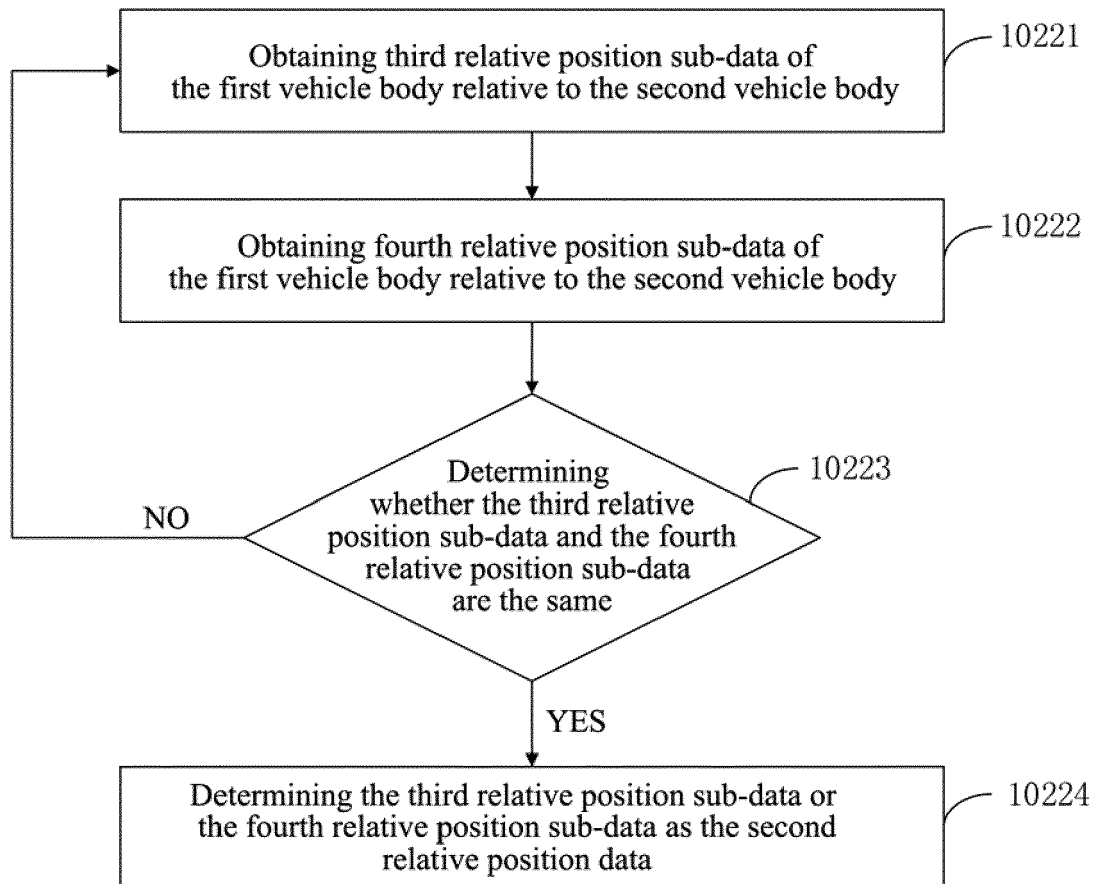 Obtaining third relative position sub-data of
the first vehicle body relative to the second vehicle body
10221
Obtaining fourth relative position sub-data of
the first vehicle body relative to the second vehicle body
10222
Determining
whether the third relative
position sub-data and the fourth
relative position sub-data
are the same
10223
NO
YES
Determining the third relative position sub-data or
the fourth relative position sub-data as the second
relative position data
10224